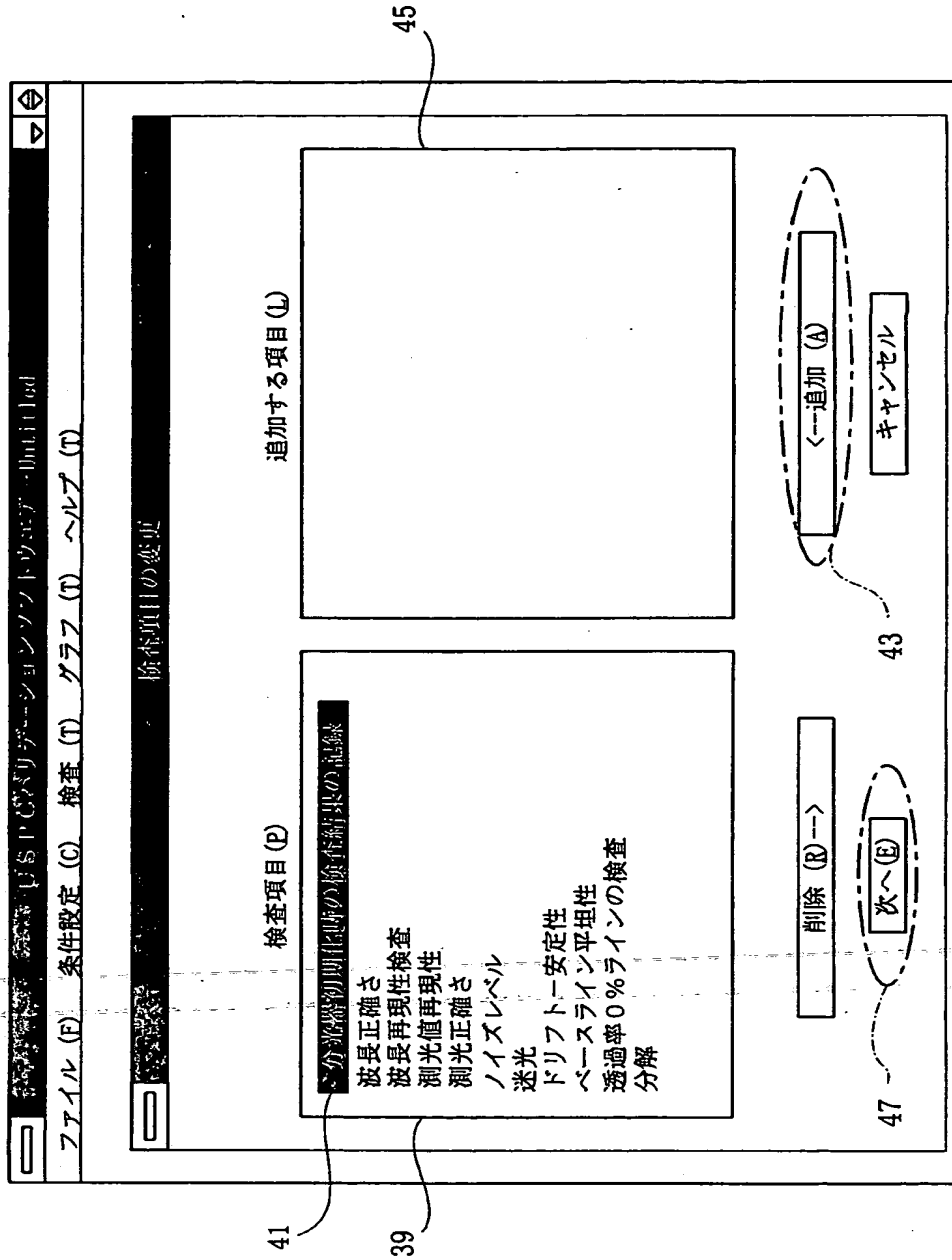 USPCバリデーションソフトウェア-Untitled
ファイル (F) 条件設定 (C) 検査 (T) グラフ (T) ヘルプ (T)
検査項目の変更
検査項目(P)
追加する項目(L)
分光器初期化時の検査結果の記録
波長正確さ
波長再現性検査
測光値再現性
測光正確さ
ノイズレベル
迷光
ドリフトー安定性
ベースライン平坦性
透過率0%ラインの検査
分解
削除 (R)-->
<--追加 (A)
次へ(E)
キャンセル
41
39
45
47
43